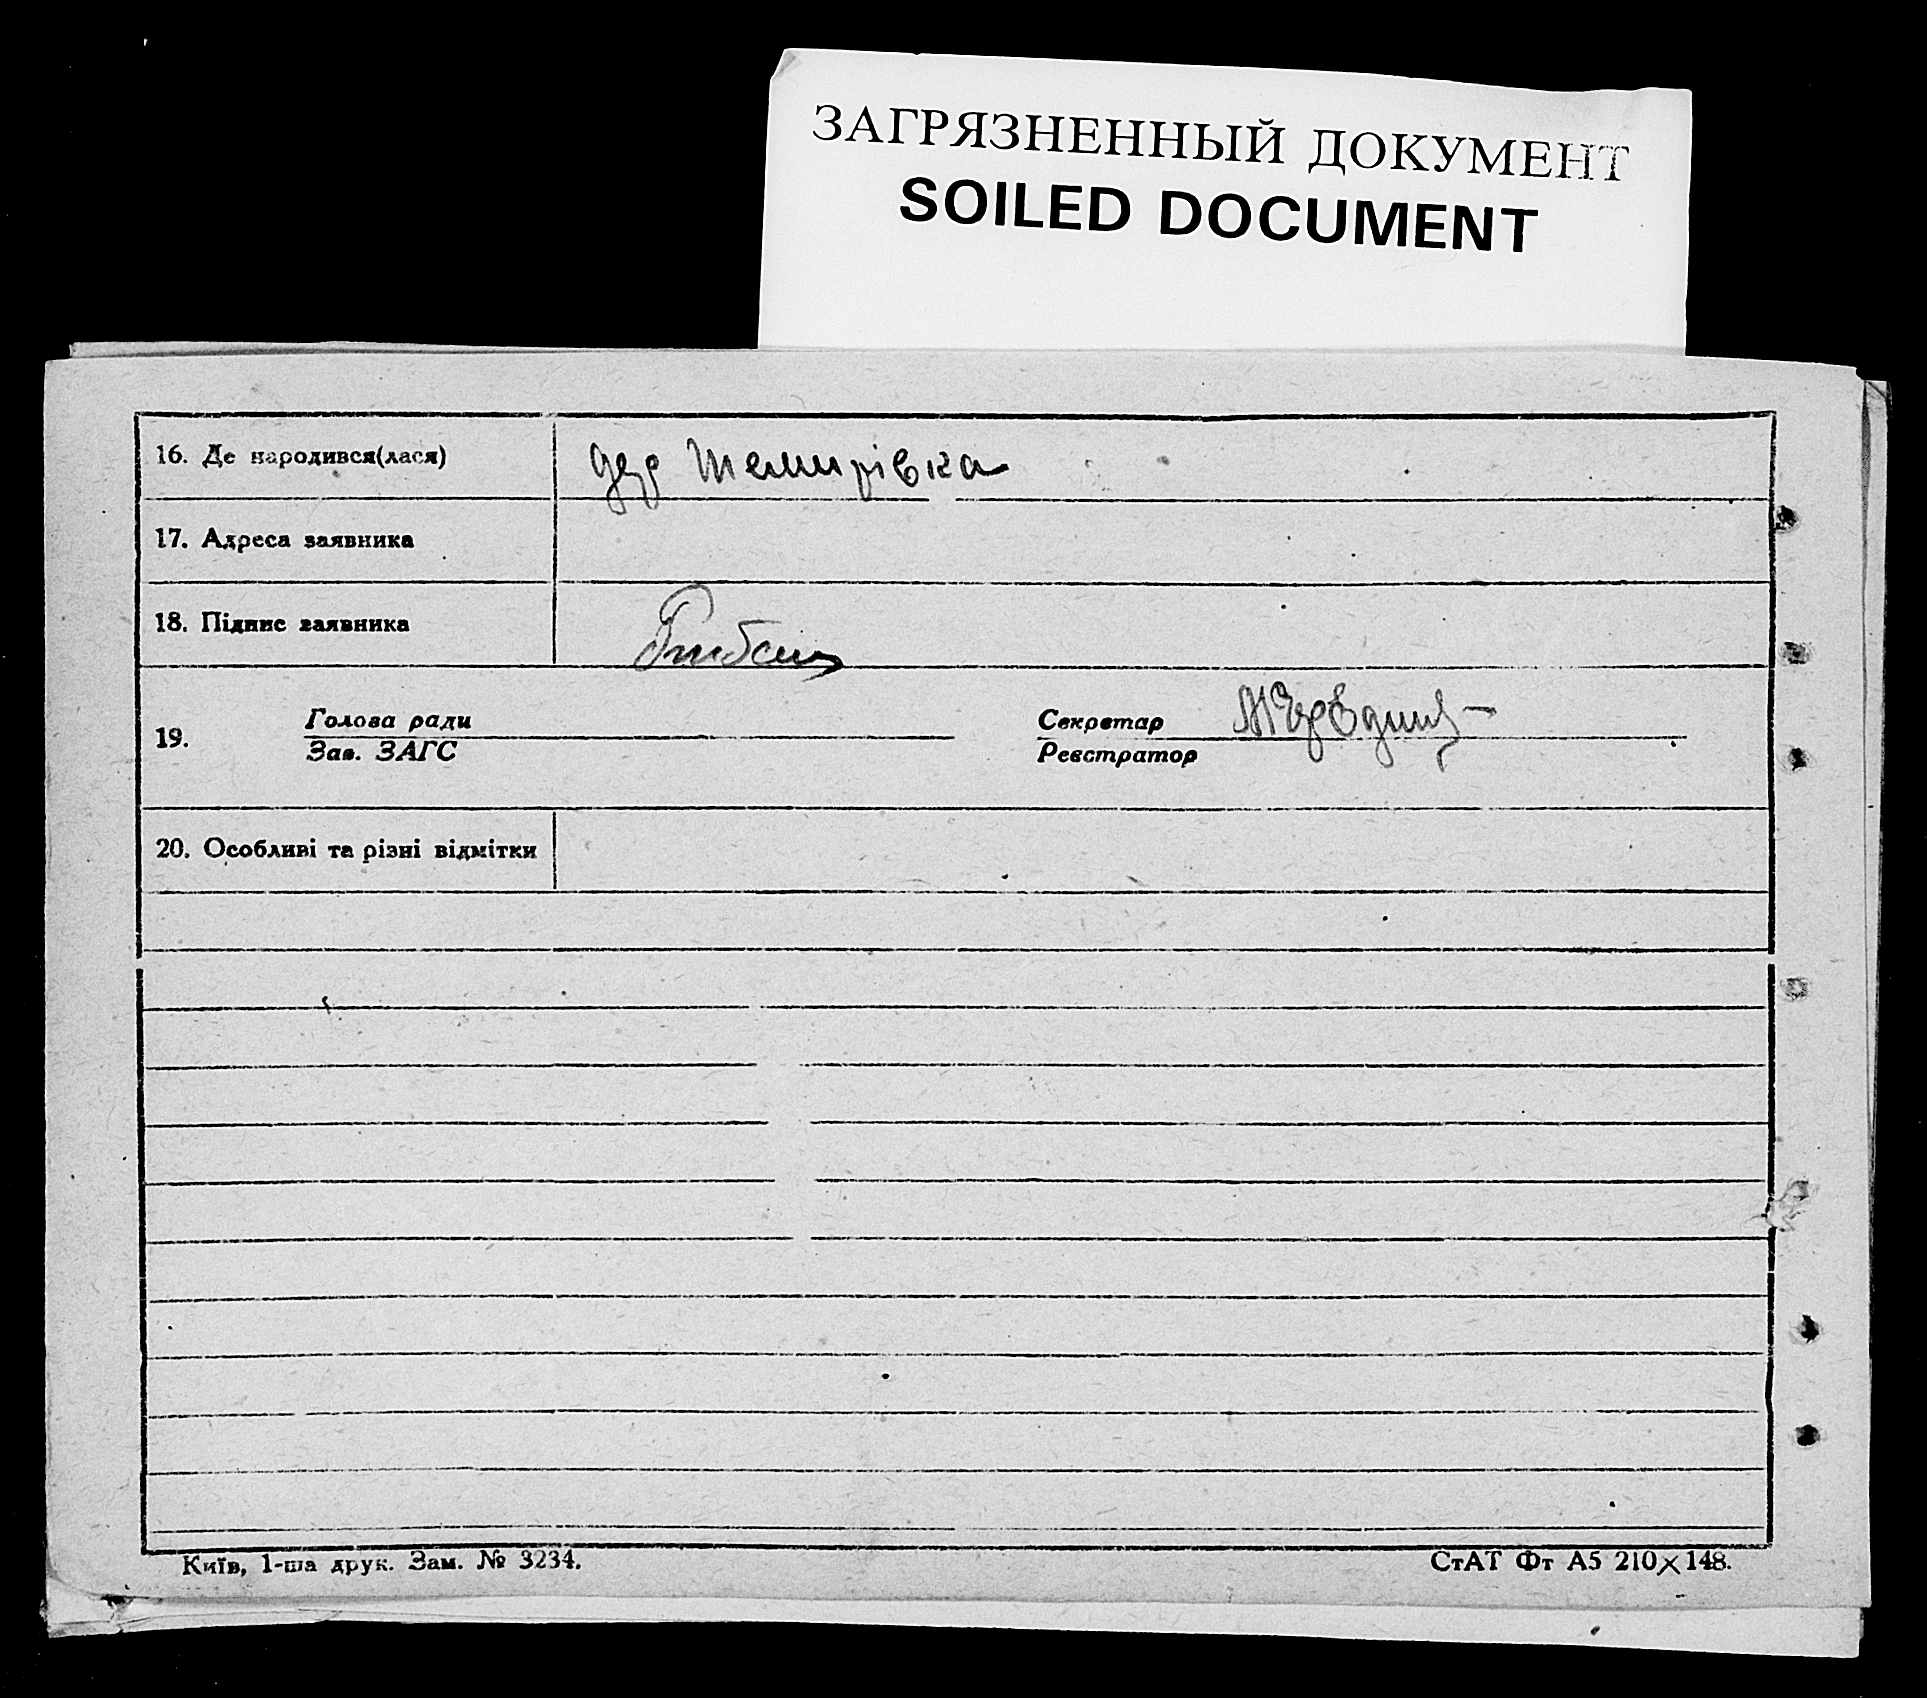 ЗАГРЯЗНЕННЫЙ ДОКУМЕНТ
SOILED DOCUMENT
16. Де народився(лася) дер Темирівка
17. Адреса заявника
18. Підпис заявника
19.
Голова ради
Зав. ЗАГС
Секретар
Реєстратор
20. Особливі та різні відмітки
Київ, 1-ша друк. Зам. № 3234.
СтАТ Фт А5 210×148.